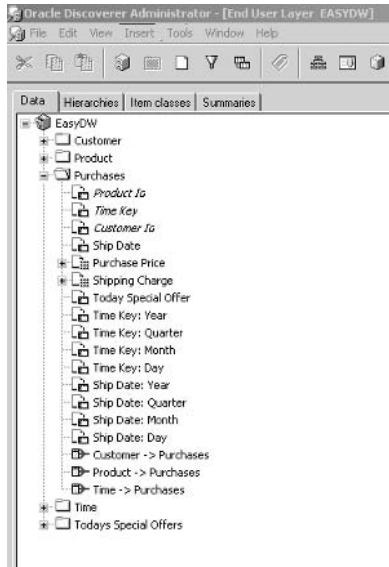 Oracle Discoverer Administrator - [End User Layer EASYDW]
File Edit View Insert Tools Window Help
Data Hierarchies Item classes Summaries
EasyDW
Customer
Product
Purchases
Product Id
Time Key
Customer Id
Ship Date
Purchase Price
Shipping Charge
Today Special Offer
Time Key: Year
Time Key: Quarter
Time Key: Month
Time Key: Day
Ship Date: Year
Ship Date: Quarter
Ship Date: Month
Ship Date: Day
Customer -> Purchases
Product -> Purchases
Time -> Purchases
Time
Todays Special Offers